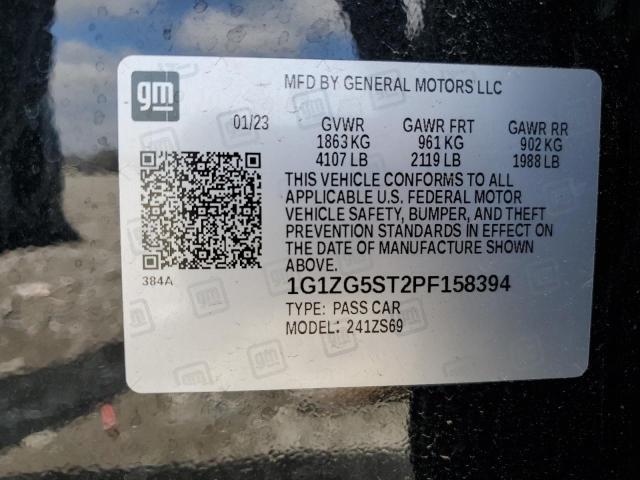 gm
MFD BY GENERAL MOTORS LLC
01/23 GVWR GAWR FRT GAWR RR
1863 KG 961 KG 902 KG
4107 LB 2119 LB 1988 LB
THIS VEHICLE CONFORMS TO ALL
APPLICABLE U.S. FEDERAL MOTOR
VEHICLE SAFETY, BUMPER, AND THEFT
PREVENTION STANDARDS IN EFFECT ON
THE DATE OF MANUFACTURE SHOWN
ABOVE.
384A
1G1ZG5ST2PF158394
TYPE: PASS CAR
MODEL: 241ZS69